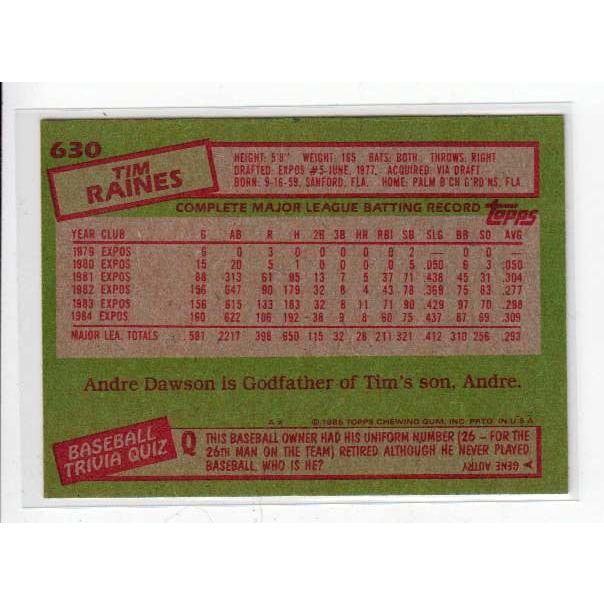 630
TIM
RAINES
HEIGHT: 5'8" WEIGHT: 165 BATS: BOTH THROWS: RIGHT
DRAFTED: EXPOS #5-JUNE, 1977. ACQUIRED: VIA DRAFT
BORN: 9-16-59, SANFORD, FLA. HOME: PALM B'CH G'RD'NS, FLA
COMPLETE MAJOR LEAGUE BATTING RECORD topps
YEAR CLUB G AB R H 2B 3B HR RBI SB SLG BB SO AVG
1979 EXPOS 6 0 3 0 0 0 0 0 2 — 0 0 —
1980 EXPOS 15 20 5 1 0 0 0 0 5 .050 6 3 .050
1981 EXPOS 88 313 61 95 13 7 5 37 71 .438 45 31 .304
1982 EXPOS 156 647 90 179 32 8 4 43 78 .369 75 83 .277
1983 EXPOS 156 615 133 183 32 8 11 71 90 .429 97 70 .298
1984 EXPOS 160 622 106 192 38 9 8 60 75 .437 87 69 .309
MAJOR LEA. TOTALS 581 2217 398 650 115 32 28 211 321 .412 310 256 .293
Andre Dawson is Godfather of Tim's son, Andre.
© 1985 TOPPS CHEWING GUM, INC. PRTD. IN U.S.A.
BASEBALL
TRIVIA QUIZ
Q
THIS BASEBALL OWNER HAD HIS UNIFORM NUMBER (26 – FOR THE
26TH MAN ON THE TEAM) RETIRED ALTHOUGH HE NEVER PLAYED
BASEBALL, WHO IS HE?
A
GENE AUTRY